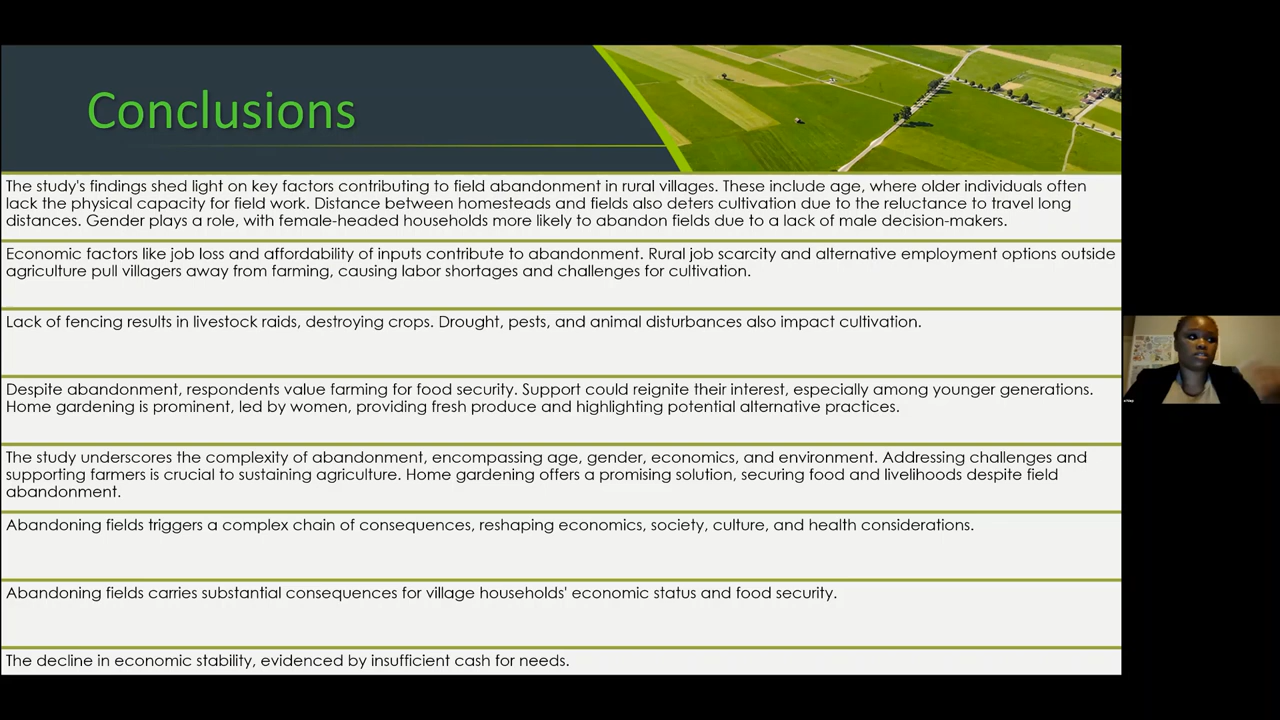 Conclusions
The study's findings shed light on key factors contributing to field abandonment in rural villages. These include age, where older individuals often
lack the physical capacity for field work. Distance between homesteads and fields also deters cultivation due to the reluctance to travel long
distances. Gender plays a role, with female-headed households more likely to abandon fields due to a lack of male decision-makers.
Economic factors like job loss and affordability of inputs contribute to abandonment. Rural job scarcity and alternative employment options outside
agriculture pull villagers away from farming, causing labor shortages and challenges for cultivation.
Lack of fencing results in livestock raids, destroying crops. Drought, pests, and animal disturbances also impact cultivation.
Despite abandonment, respondents value farming for food security. Support could reignite their interest, especially among younger generations.
Home gardening is prominent, led by women, providing fresh produce and highlighting potential alternative practices.
The study underscores the complexity of abandonment, encompassing age, gender, economics, and environment. Addressing challenges and
supporting farmers is crucial to sustaining agriculture. Home gardening offers a promising solution, securing food and livelihoods despite field
abandonment.
Abandoning fields triggers a complex chain of consequences, reshaping economics, society, culture, and health considerations.
Abandoning fields carries substantial consequences for village households' economic status and food security.
The decline in economic stability, evidenced by insufficient cash for needs.